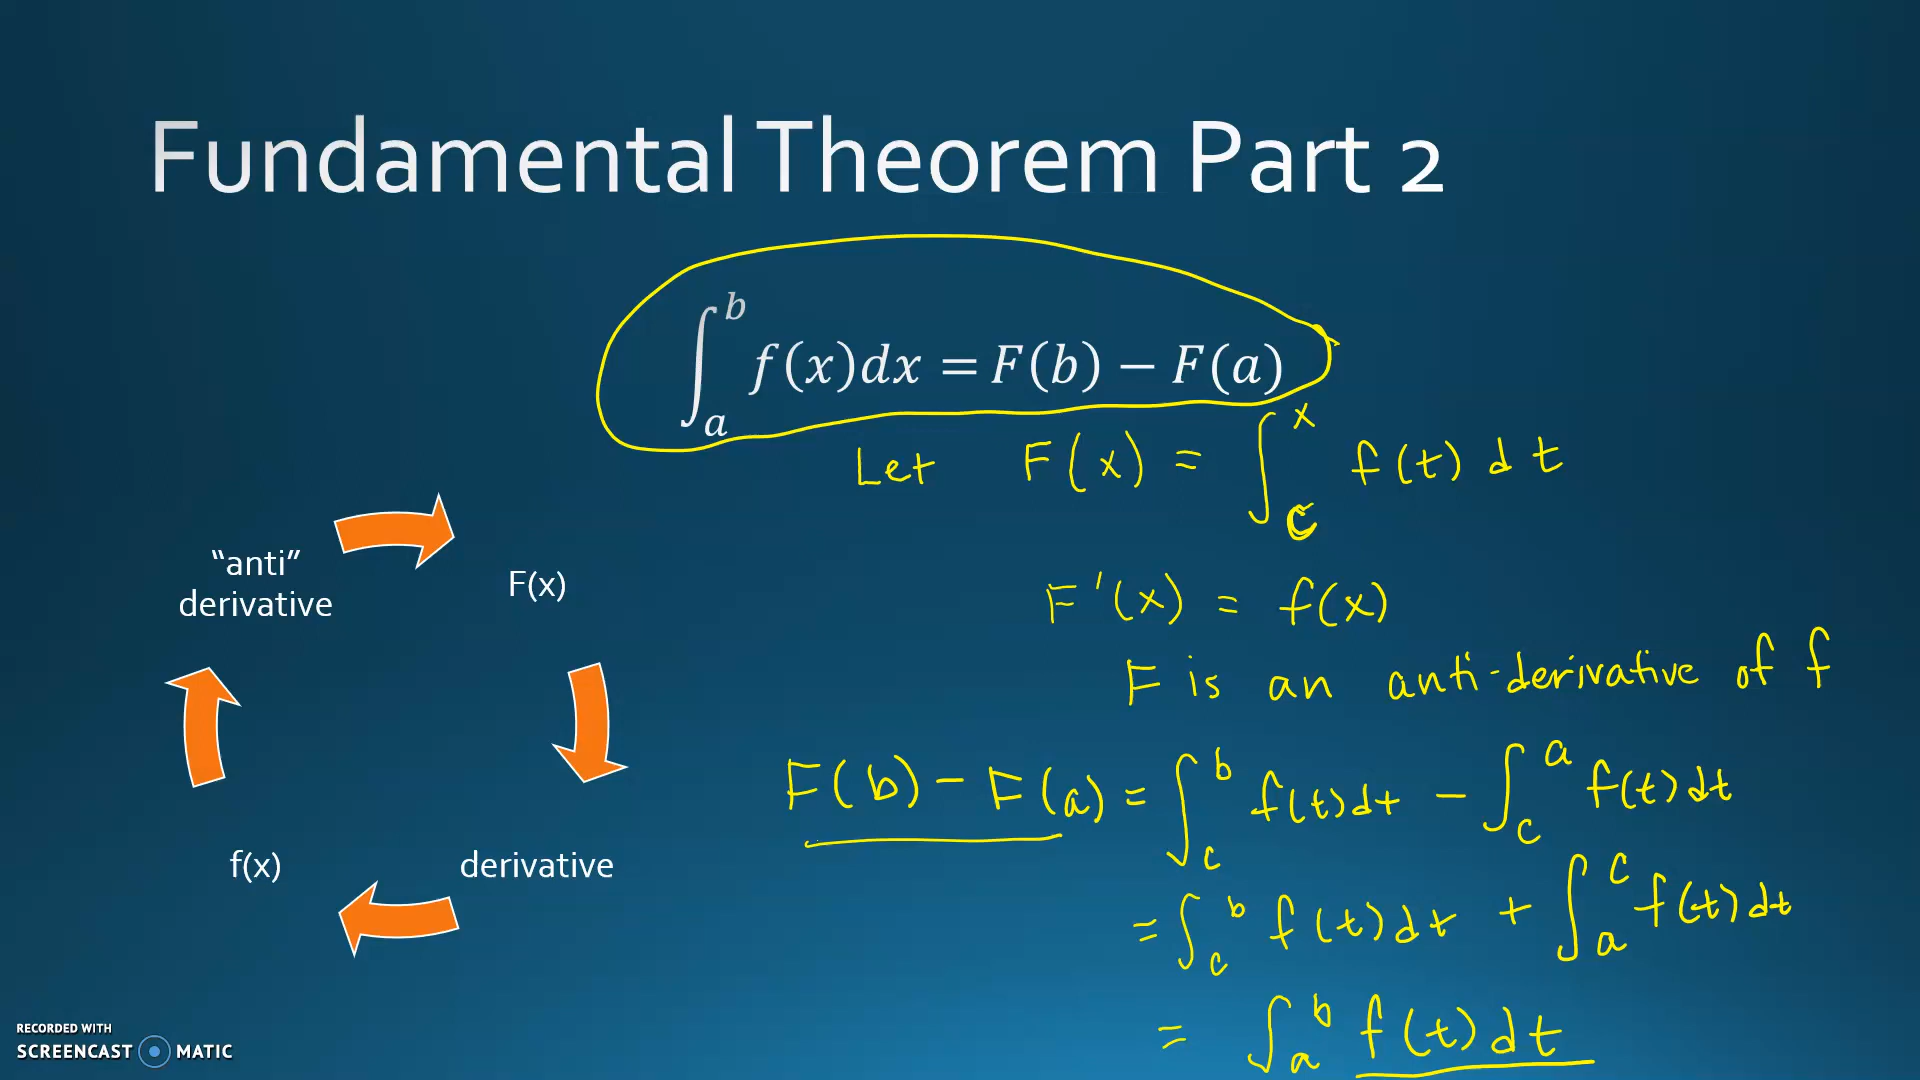 Fundamental Theorem Part 2
∫_a^b f(x)dx = F(b) − F(a)
Let F(x) = ∫_c^x f(t) dt
"anti"
derivative
F(x)
F'(x) = f(x)
F is an anti-derivative of f
F(b) − F(a) = ∫_c^b f(t)dt − ∫_c^a f(t)dt
f(x)
derivative
= ∫_c^b f(t)dt + ∫_a^c f(t)dt
= ∫_a^b f(t)dt
RECORDED WITH
SCREENCAST MATIC